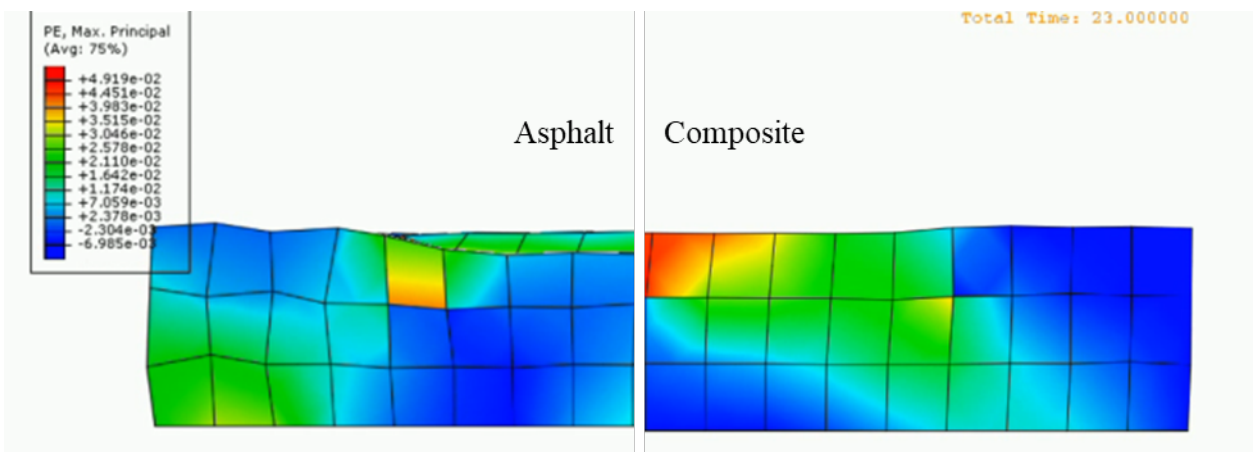 Total Time: 23.000000
PE, Max. Principal
(Avg: 75%)
+4.919e-02
+4.451e-02
+3.983e-02
+3.515e-02
+3.046e-02
+2.578e-02
+2.110e-02
+1.642e-02
+1.174e-02
+7.059e-03
+2.378e-03
-2.304e-03
-6.985e-03
Asphalt
Composite